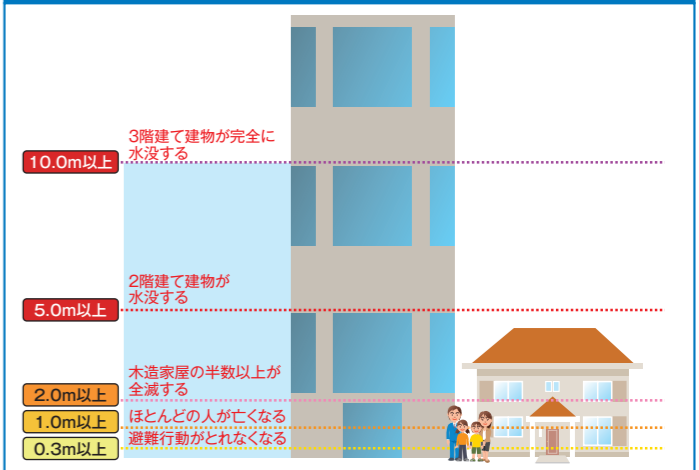 3階建て建物が完全に
水没する
10.0m以上
2階建て建物が
水没する
5.0m以上
木造家屋の半数以上が
全滅する
2.0m以上
ほとんどの人が亡くなる
1.0m以上
避難行動がとれなくなる
0.3m以上